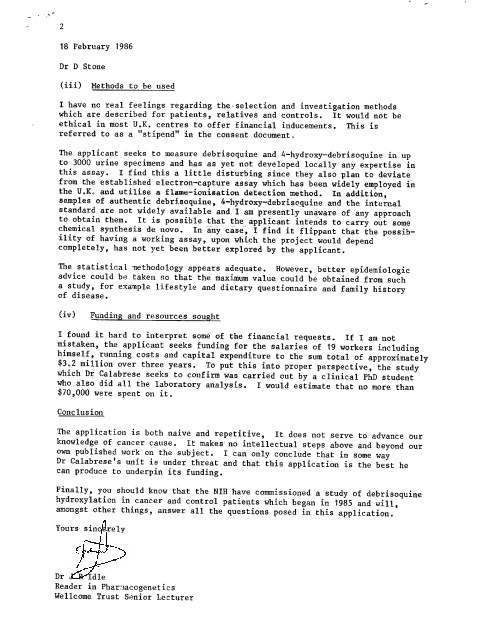 2
18 February 1986
Dr D Stone
(iii) Methods to be used
I have no real feelings regarding the selection and investigation methods
which are described for patients, relatives and controls. It would not be
ethical in most U.K. centres to offer financial inducements. This is
referred to as a "stipend" in the consent document.
The applicant seeks to measure debrisoquine and 4-hydroxy-debrisoquine in up
to 3000 urine specimens and has as yet not developed locally any expertise in
this assay. I find this a little disturbing since they also plan to deviate
from the established electron-capture assay which has been widely employed in
the U.K. and utilise a flame-ionisation detection method. In addition,
samples of authentic debrisoquine, 4-hydroxy-debrisoquine and the internal
standard are not widely available and I am presently unaware of any approach
to obtain them. It is possible that the applicant intends to carry out some
chemical synthesis de novo. In any case, I find it flippant that the possib-
ility of having a working assay, upon which the project would depend
completely, has not yet been better explored by the applicant.
The statistical methodology appears adequate. However, better epidemiologic
advice could be taken so that the maximum value could be obtained from such
a study, for example lifestyle and dietary questionnaire and family history
of disease.
(iv) Funding and resources sought
I found it hard to interpret some of the financial requests. If I am not
mistaken, the applicant seeks funding for the salaries of 19 workers including
himself, running costs and capital expenditure to the sum total of approximately
$3.2 million over three years. To put this into proper perspective, the study
which Dr Calabrese seeks to confirm was carried out by a clinical PhD student
who also did all the laboratory analysis. I would estimate that no more than
$70,000 were spent on it.
Conclusion
The application is both naive and repetitive, It does not serve to advance our
knowledge of cancer cause. It makes no intellectual steps above and beyond our
own published work on the subject. I can only conclude that in some way
Dr Calabrese's unit is under threat and that this application is the best he
can produce to underpin its funding.
Finally, you should know that the NIH have commissioned a study of debrisoquine
hydroxylation in cancer and control patients which began in 1985 and will,
amongst other things, answer all the questions posed in this application.
Yours sincerely
Dr J R Idle
Reader in Pharmacogenetics
Wellcome Trust Senior Lecturer